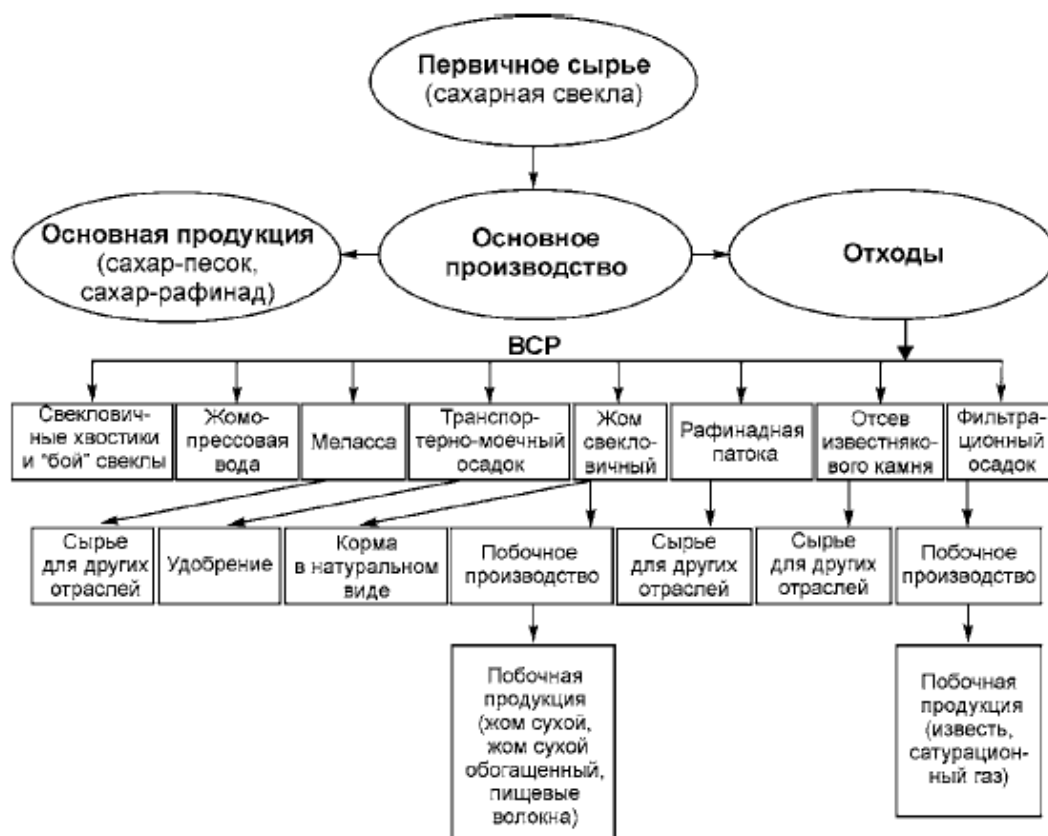 Первичное сырье
(сахарная свекла)
Основная продукция
(сахар-песок,
сахар-рафинад)
Основное
производство
Отходы
ВСР
Свеклович-
ные хвостики
и "бой" свеклы
Жомо-
прессовая
вода
Меласса
Транспор-
терно-моечный
осадок
Жом
свекло-
вичный
Рафинадная
патока
Отсев
известняко-
вого камня
Фильтра-
ционный
осадок
Сырье
для других
отраслей
Удобрение
Корма
в натуральном
виде
Побочное
производство
Сырье
для других
отраслей
Сырье
для других
отраслей
Побочное
производство
Побочная
продукция
(жом сухой,
жом сухой
обогащенный,
пищевые
волокна)
Побочная
продукция
(известь,
сатурацион-
ный газ)